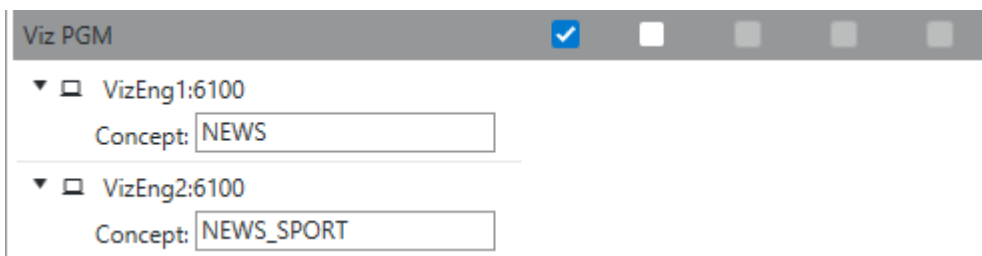 Viz PGM
VizEng1:6100
Concept: NEWS
VizEng2:6100
Concept: NEWS_SPORT